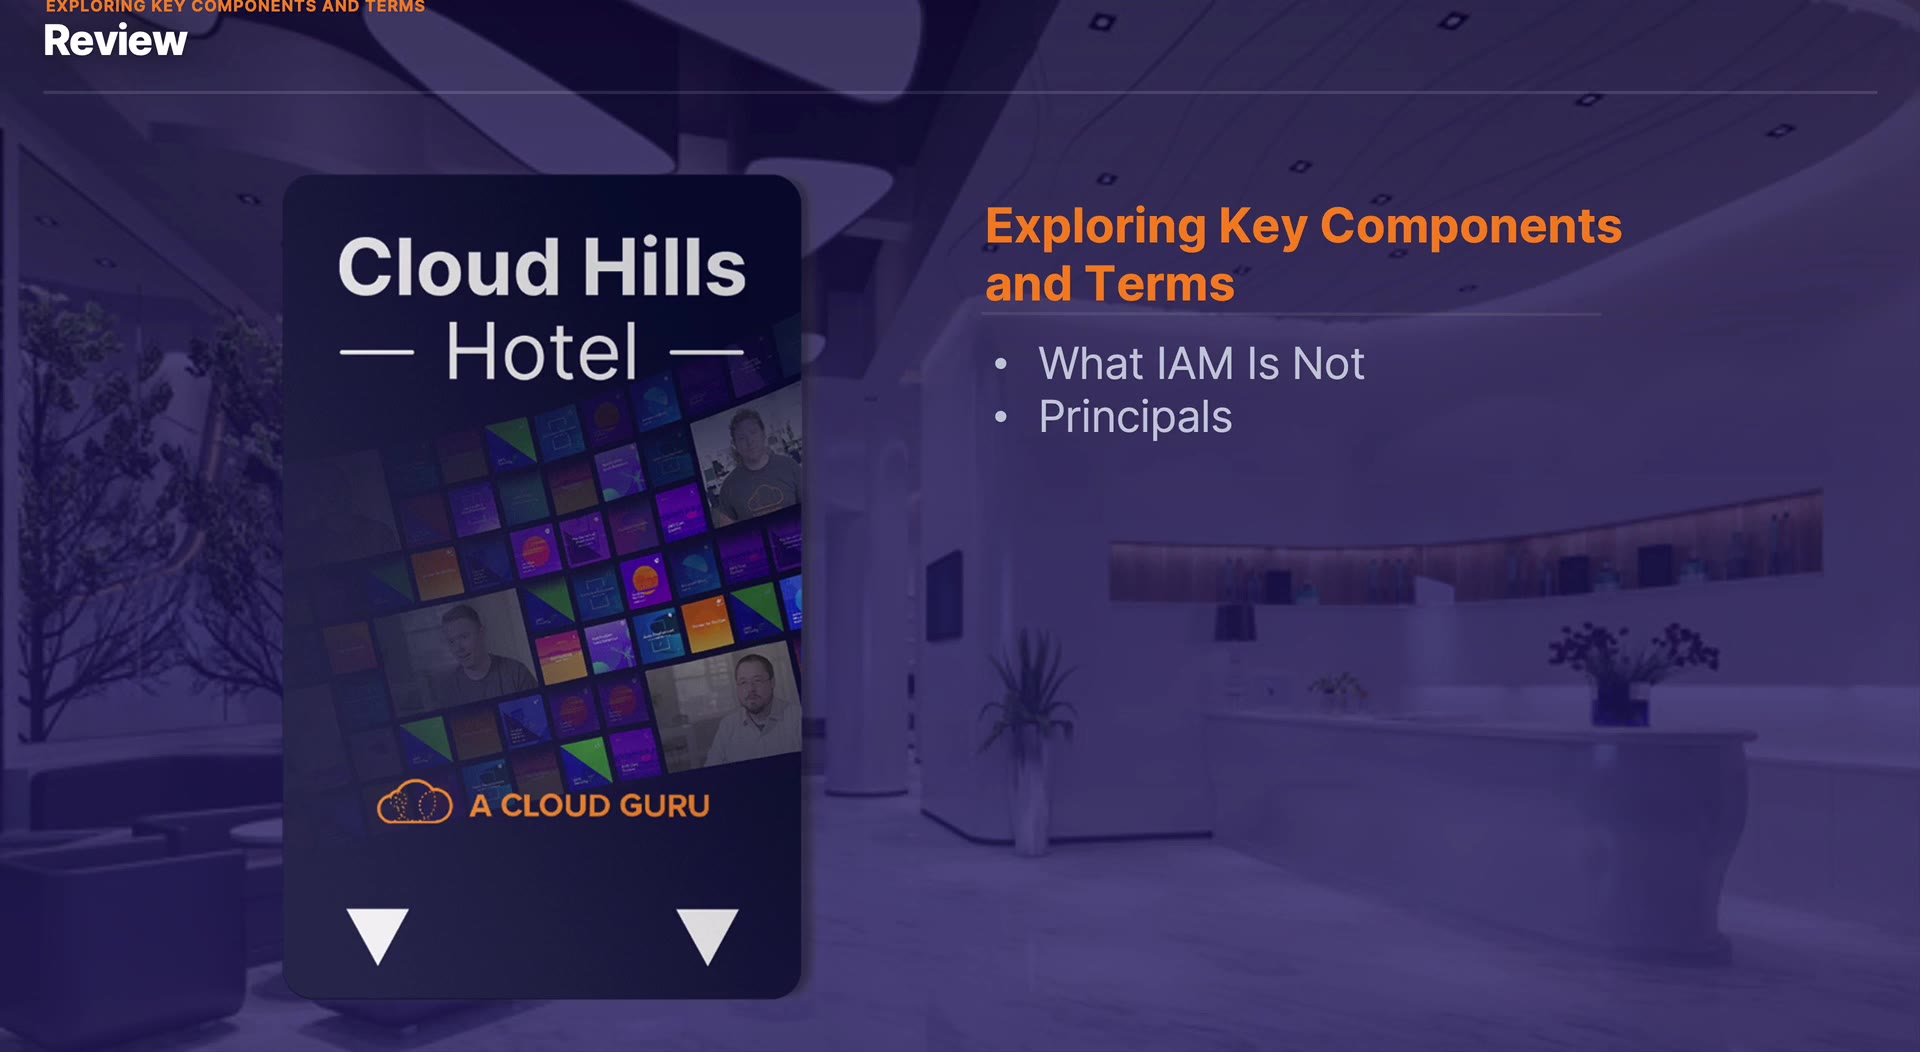 EXPLORING KEY COMPONENTS AND TERMS
Review
Cloud Hills
Hotel
A CLOUD GURU
Exploring Key Components
and Terms
• What IAM Is Not
• Principals